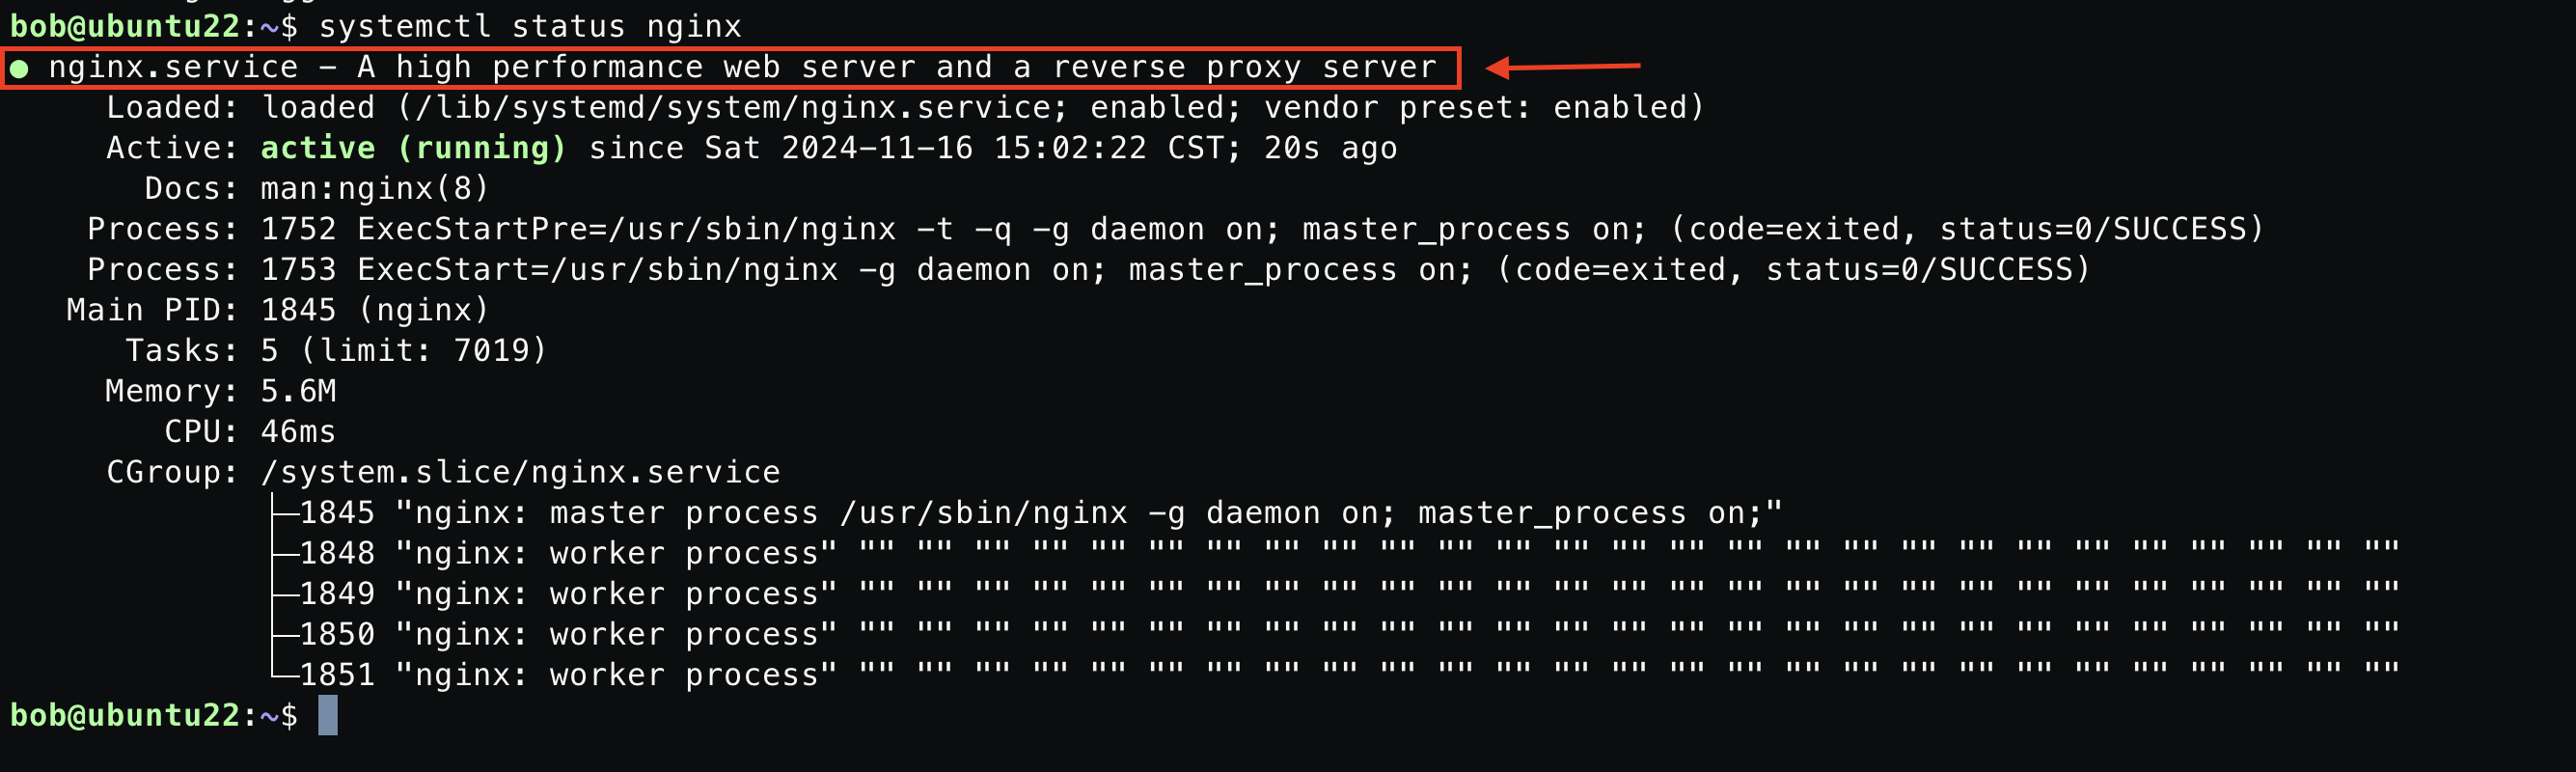 bob@ubuntu22:~$ systemctl status nginx
● nginx.service - A high performance web server and a reverse proxy server
Loaded: loaded (/lib/systemd/system/nginx.service; enabled; vendor preset: enabled)
Active: active (running) since Sat 2024-11-16 15:02:22 CST; 20s ago
Docs: man:nginx(8)
Process: 1752 ExecStartPre=/usr/sbin/nginx -t -q -g daemon on; master_process on; (code=exited, status=0/SUCCESS)
Process: 1753 ExecStart=/usr/sbin/nginx -g daemon on; master_process on; (code=exited, status=0/SUCCESS)
Main PID: 1845 (nginx)
Tasks: 5 (limit: 7019)
Memory: 5.6M
CPU: 46ms
CGroup: /system.slice/nginx.service
├─1845 "nginx: master process /usr/sbin/nginx -g daemon on; master_process on;"
├─1848 "nginx: worker process" "" "" "" "" "" "" "" "" "" "" "" "" "" "" "" "" "" "" "" "" "" "" "" "" "" "" ""
├─1849 "nginx: worker process" "" "" "" "" "" "" "" "" "" "" "" "" "" "" "" "" "" "" "" "" "" "" "" "" "" "" ""
├─1850 "nginx: worker process" "" "" "" "" "" "" "" "" "" "" "" "" "" "" "" "" "" "" "" "" "" "" "" "" "" "" ""
└─1851 "nginx: worker process" "" "" "" "" "" "" "" "" "" "" "" "" "" "" "" "" "" "" "" "" "" "" "" "" "" "" ""
bob@ubuntu22:~$